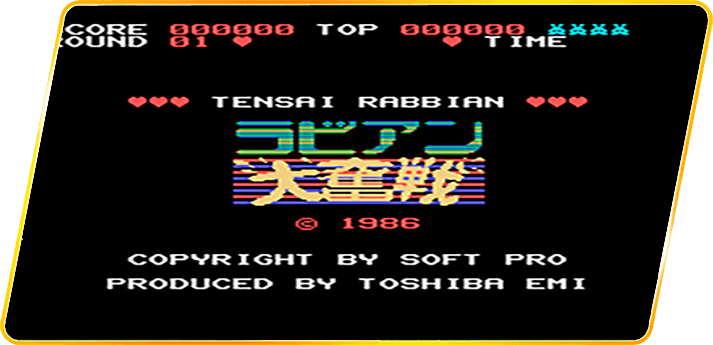 CORE 000000 TOP 000000
OUND 01 ♥ ♥ TIME
♥♥♥ TENSAI RABBIAN ♥♥♥
ラビアン
大奮戦
© 1986
COPYRIGHT BY SOFT PRO
PRODUCED BY TOSHIBA EMI